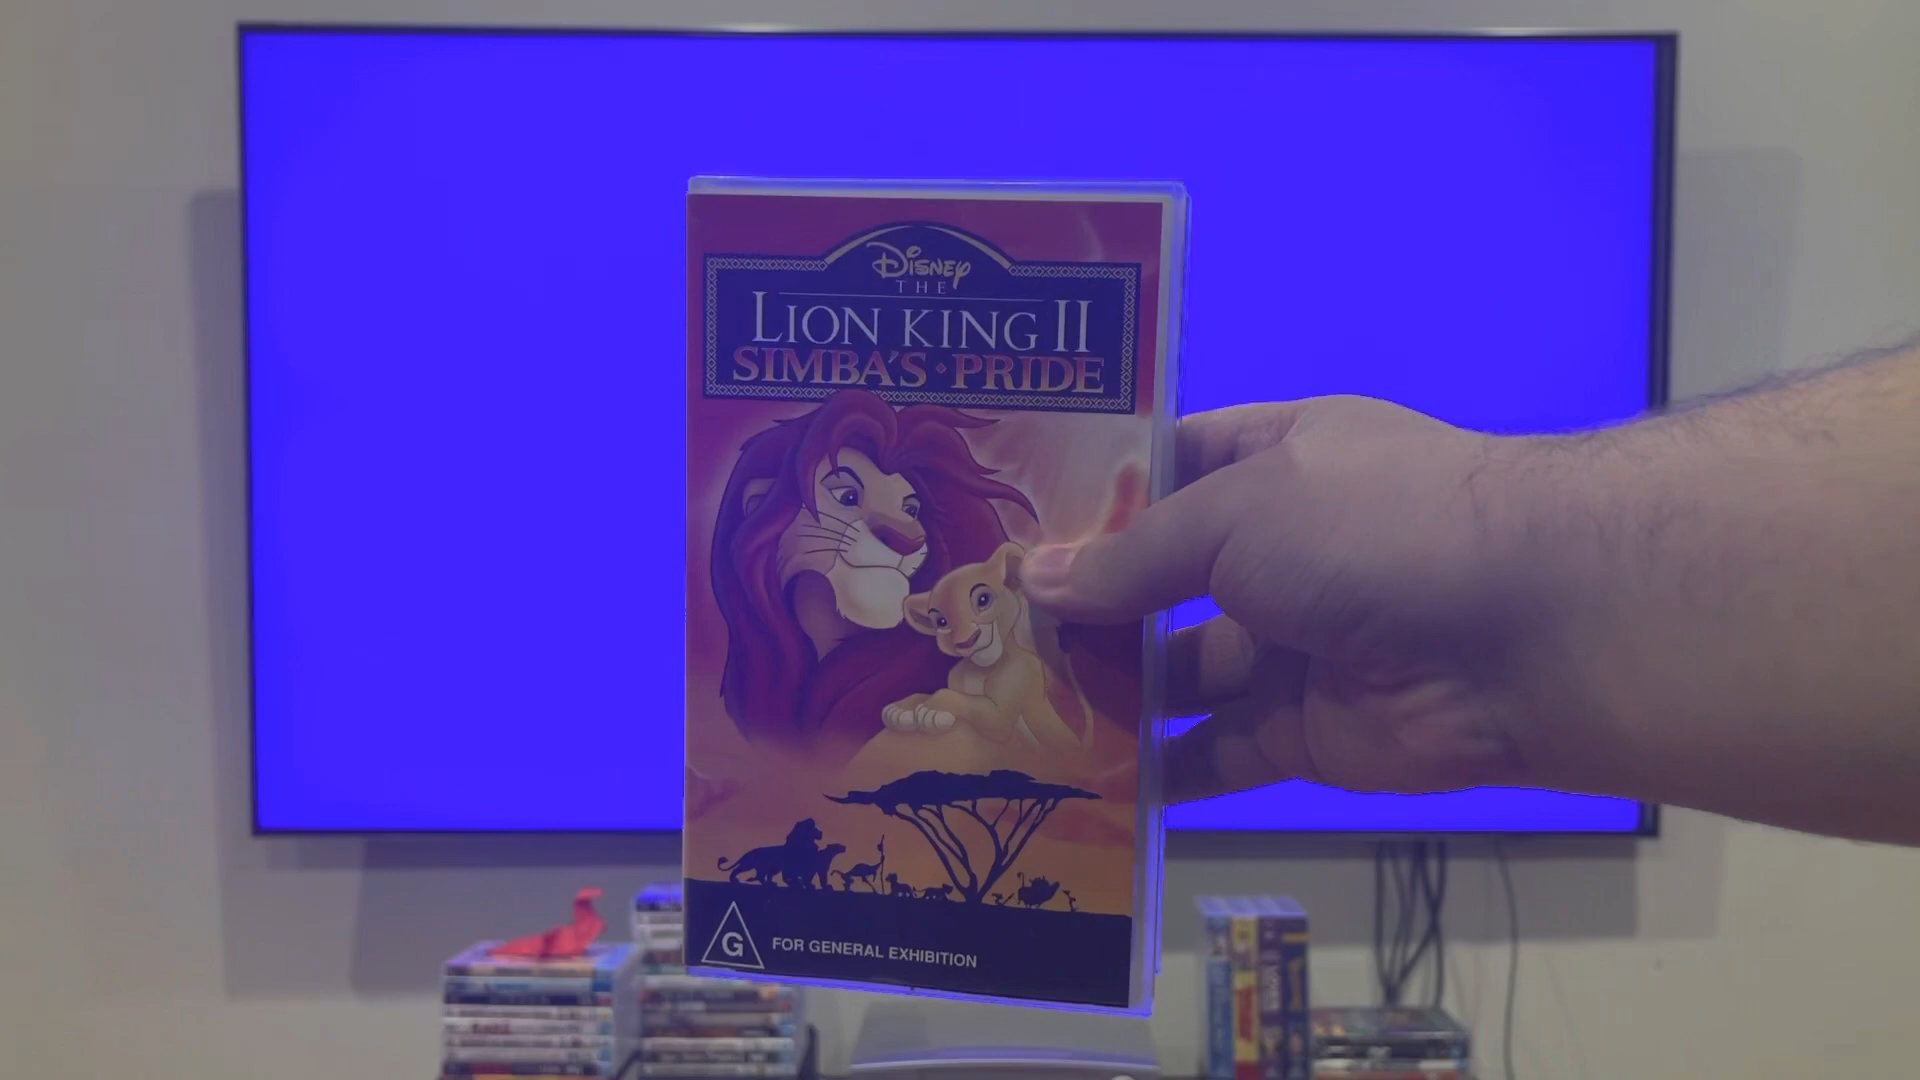 Disney
THE
LION KING II
SIMBA'S · PRIDE
G FOR GENERAL EXHIBITION